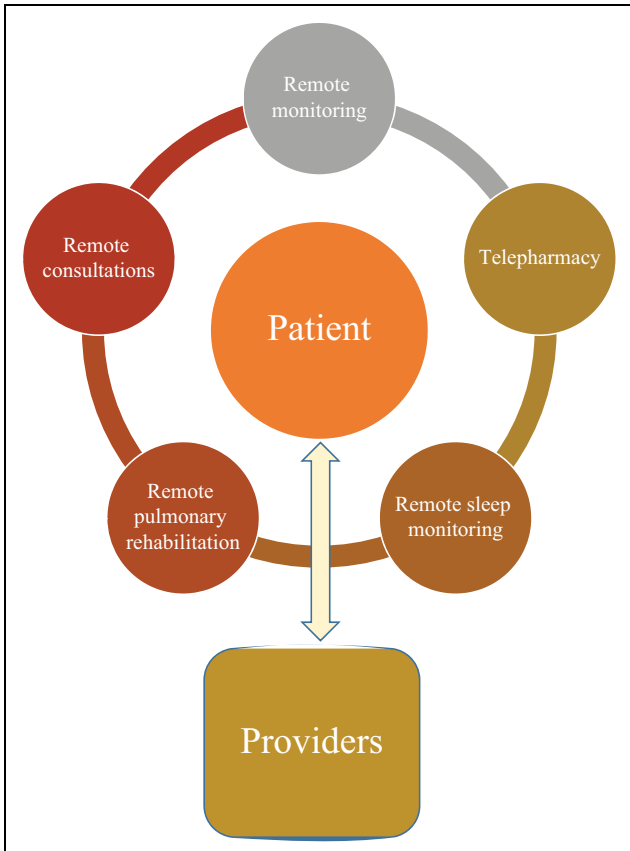 Remote
monitoring
Remote
consultations
Telepharmacy
Patient
Remote
pulmonary
rehabilitation
Remote sleep
monitoring
Providers